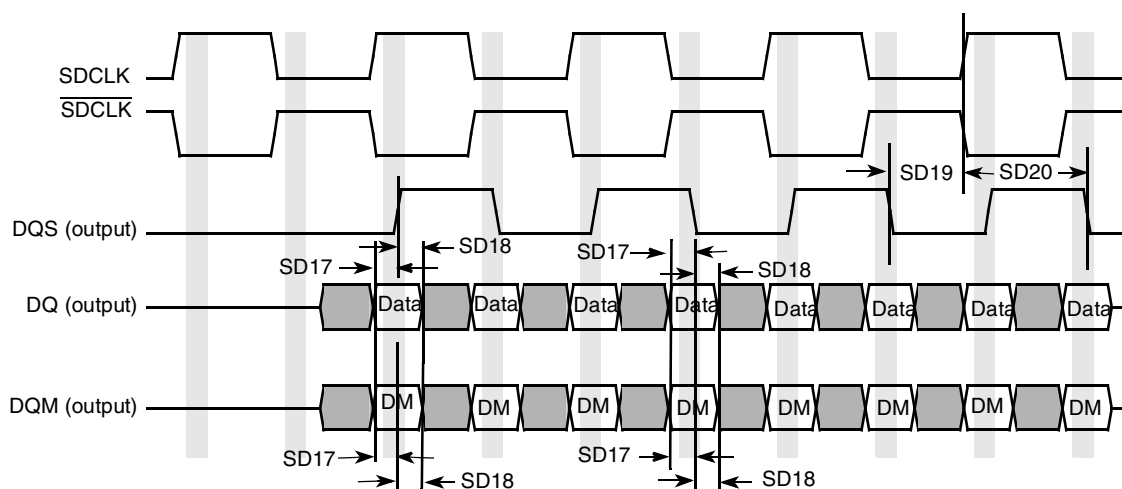 SDCLK
SDCLK
SD19 SD20
DQS (output)
SD18 SD17
SD17 SD18
DQ (output) Data Data Data Data Data Data Data Data
DQM (output) DM DM DM DM DM DM DM DM
SD17 SD17
SD18 SD18